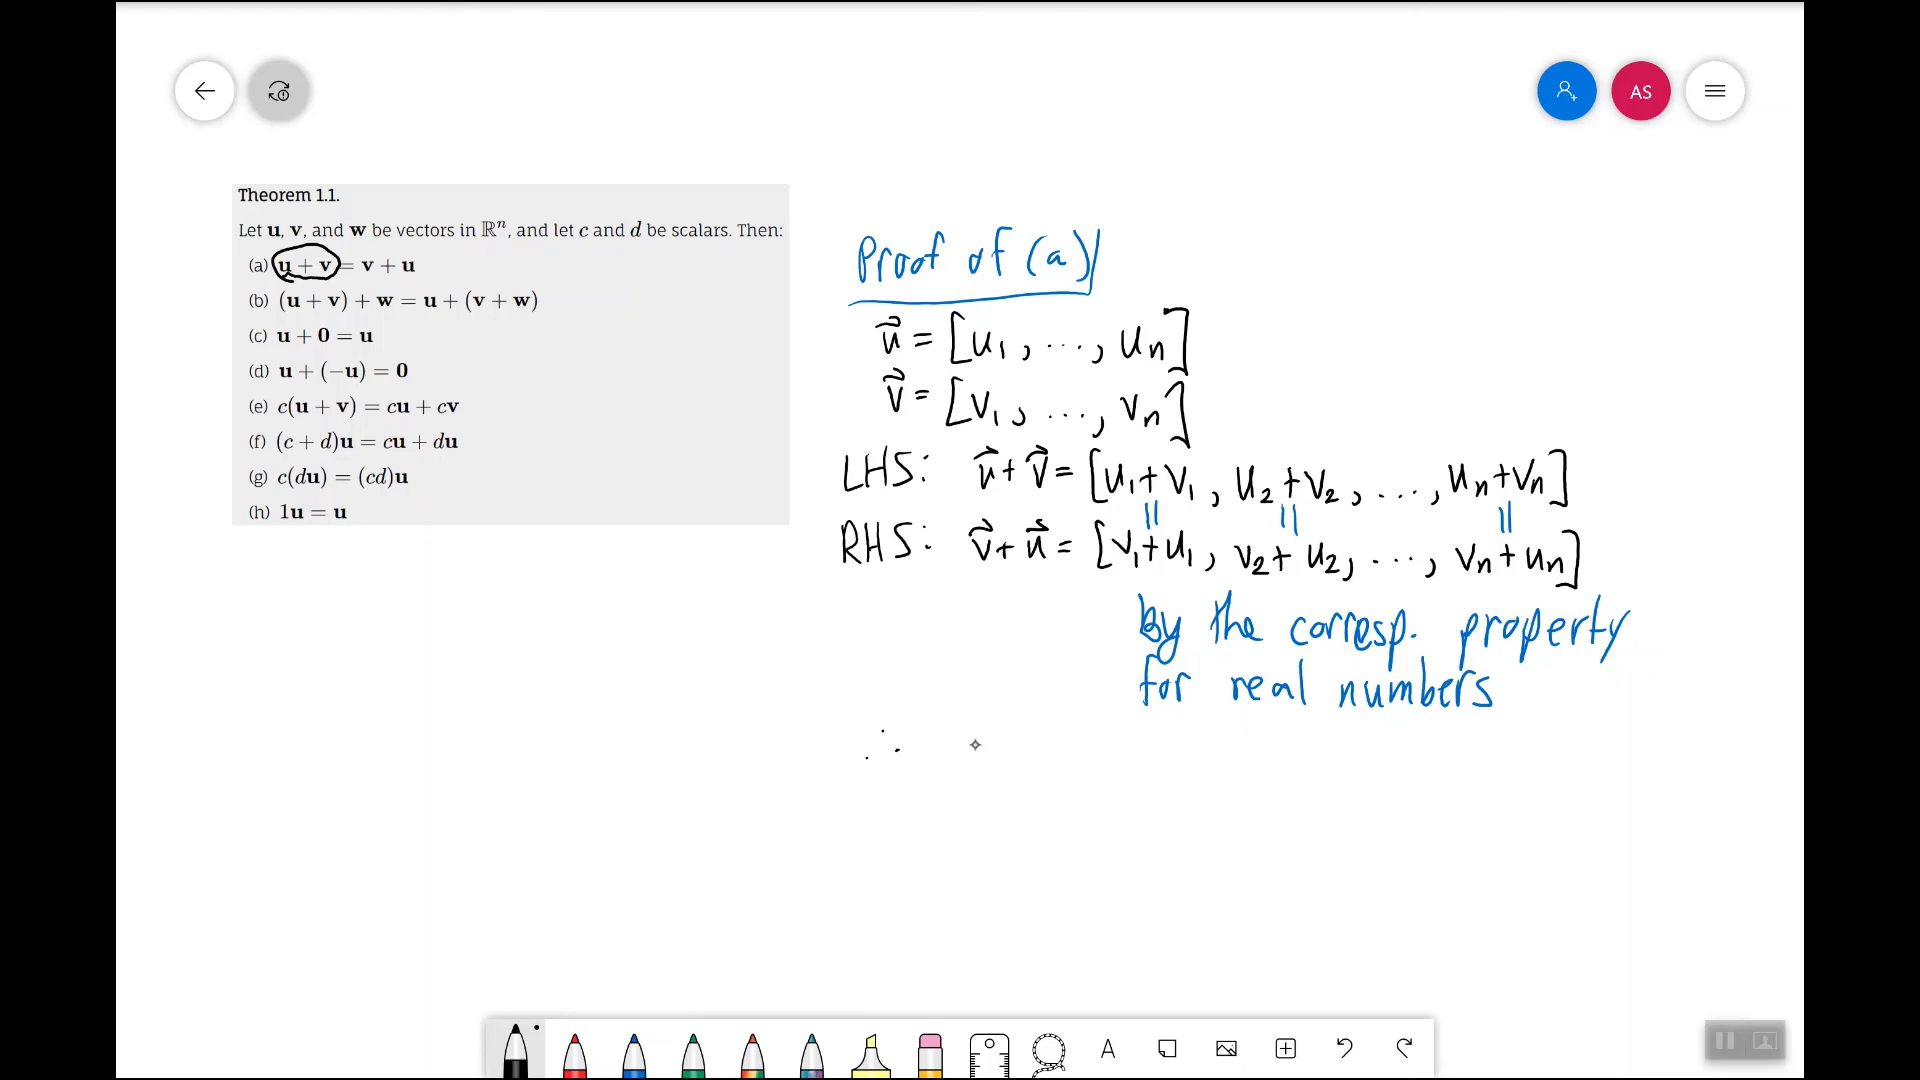 AS
Theorem 1.1.
Let u, v, and w be vectors in ℝⁿ, and let c and d be scalars. Then:
(a) u + v = v + u
(b) (u + v) + w = u + (v + w)
(c) u + 0 = u
(d) u + (−u) = 0
(e) c(u + v) = cu + cv
(f) (c + d)u = cu + du
(g) c(du) = (cd)u
(h) 1u = u
Proof of (a)
u⃗ = [u₁, ..., uₙ]
v⃗ = [v₁, ..., vₙ]
LHS: u⃗ + v⃗ = [u₁+v₁, u₂+v₂, ..., uₙ+vₙ]
|| || ||
RHS: v⃗ + u⃗ = [v₁+u₁, v₂+u₂, ..., vₙ+uₙ]
by the corresp. property
for real numbers
∴
A